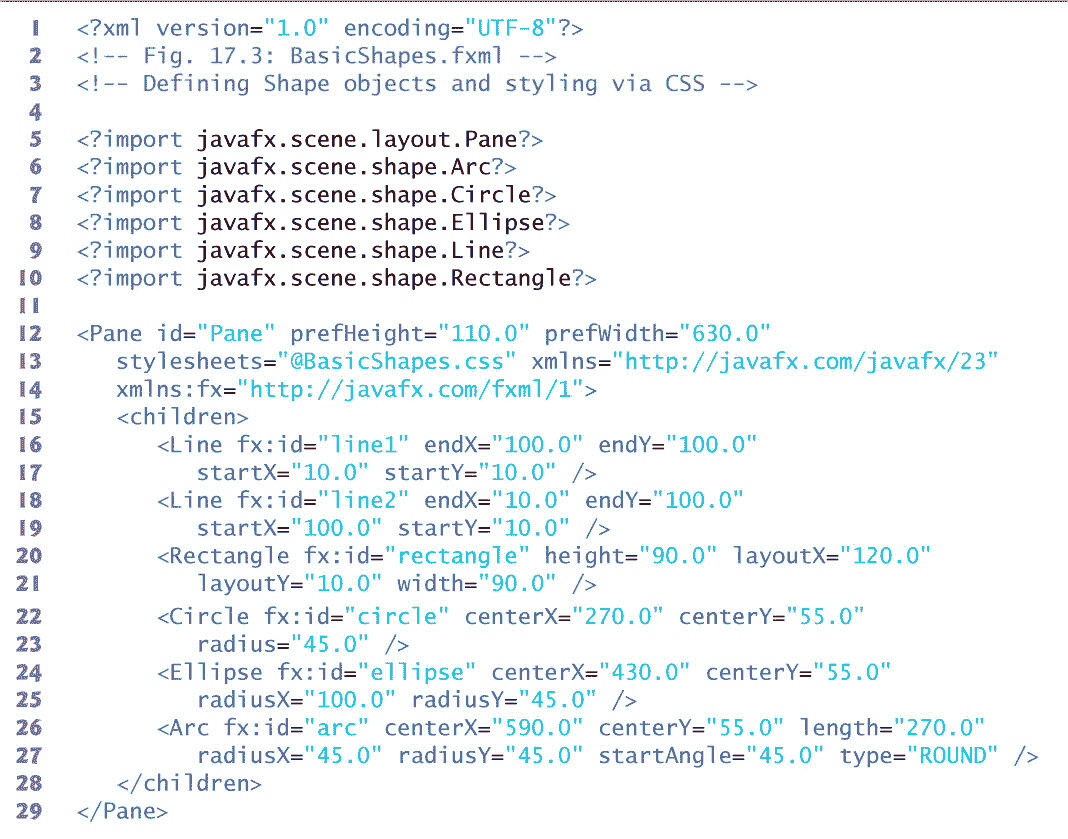 1 <?xml version="1.0" encoding="UTF-8"?>
2 <!-- Fig. 17.3: BasicShapes.fxml -->
3 <!-- Defining Shape objects and styling via CSS -->
4
5 <?import javafx.scene.layout.Pane?>
6 <?import javafx.scene.shape.Arc?>
7 <?import javafx.scene.shape.Circle?>
8 <?import javafx.scene.shape.Ellipse?>
9 <?import javafx.scene.shape.Line?>
10 <?import javafx.scene.shape.Rectangle?>
11
12 <Pane id="Pane" prefHeight="110.0" prefWidth="630.0"
13    stylesheets="@BasicShapes.css" xmlns="http://javafx.com/javafx/23"
14    xmlns:fx="http://javafx.com/fxml/1">
15    <children>
16       <Line fx:id="line1" endX="100.0" endY="100.0"
17          startX="10.0" startY="10.0" />
18       <Line fx:id="line2" endX="10.0" endY="100.0"
19          startX="100.0" startY="10.0" />
20       <Rectangle fx:id="rectangle" height="90.0" layoutX="120.0"
21          layoutY="10.0" width="90.0" />
22       <Circle fx:id="circle" centerX="270.0" centerY="55.0"
23          radius="45.0" />
24       <Ellipse fx:id="ellipse" centerX="430.0" centerY="55.0"
25          radiusX="100.0" radiusY="45.0" />
26       <Arc fx:id="arc" centerX="590.0" centerY="55.0" length="270.0"
27          radiusX="45.0" radiusY="45.0" startAngle="45.0" type="ROUND" />
28    </children>
29 </Pane>